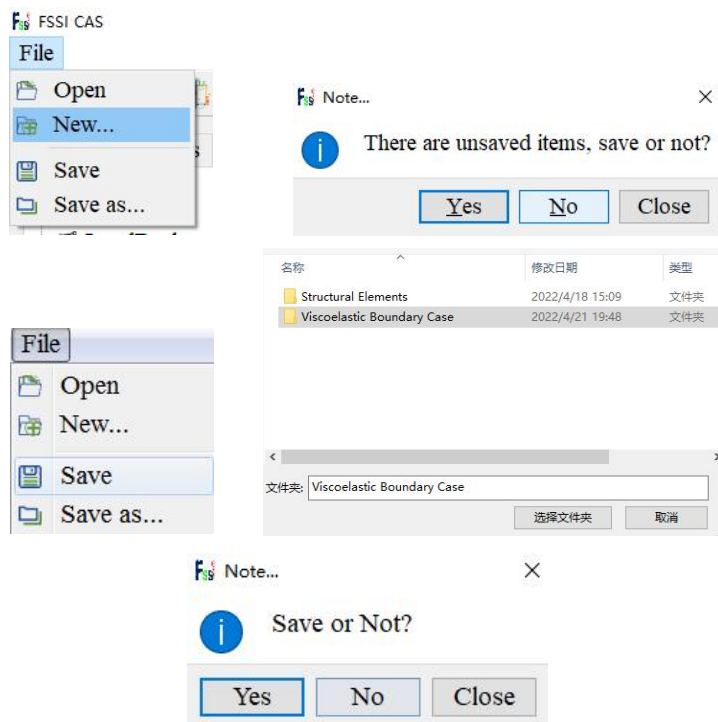 FSSI CAS
File
Open
New...
Save
Save as...
Note...
There are unsaved items, save or not?
Yes
No
Close
名称
修改日期
类型
Structural Elements
2022/4/18 15:09
文件夹
Viscoelastic Boundary Case
2022/4/21 19:48
文件夹
文件夹:
Viscoelastic Boundary Case
选择文件夹
取消
File
Open
New...
Save
Save as...
Note...
Save or Not?
Yes
No
Close